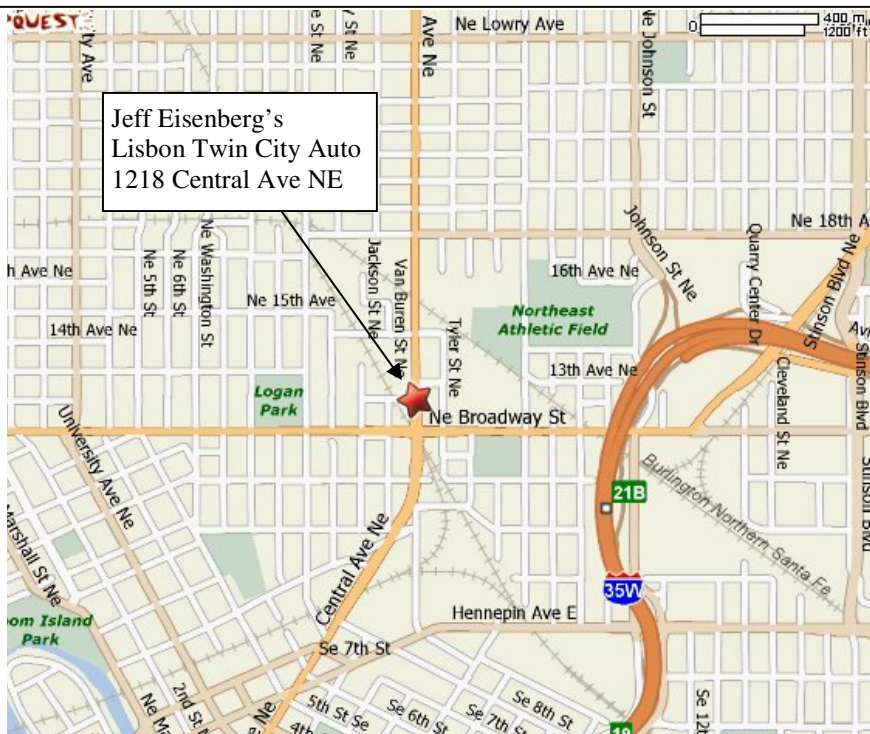 QUEST
400 m
0
1200 ft
Ne Lowry Ave
Ave Ne
Ne Johnson St
Jeff Eisenberg's
Lisbon Twin City Auto
1218 Central Ave NE
Ne 18th A
Johnson St Ne
Quarry Center Dr
Stinson Blvd Ne
Ne 5th St
Ne 6th St
Ne Washington St
Jackson St Ne
Van Buren St Ne
h Ave Ne
16th Ave Ne
Ne 15th Ave
14th Ave Ne
Tyler St Ne
Northeast
Athletic Field
13th Ave Ne
Cleveland St Ne
Stinson Blvd
Logan
Park
Ne Broadway St
University Ave Ne
21B
Burlington Northern Santa Fe
Marshall St Ne
Central Ave Ne
35W
Hennepin Ave E
oom Island
Park
Se 7th St
2nd St N
5th St Se
Se 6th St
Se 7th St
Se 8th St
Se 12t